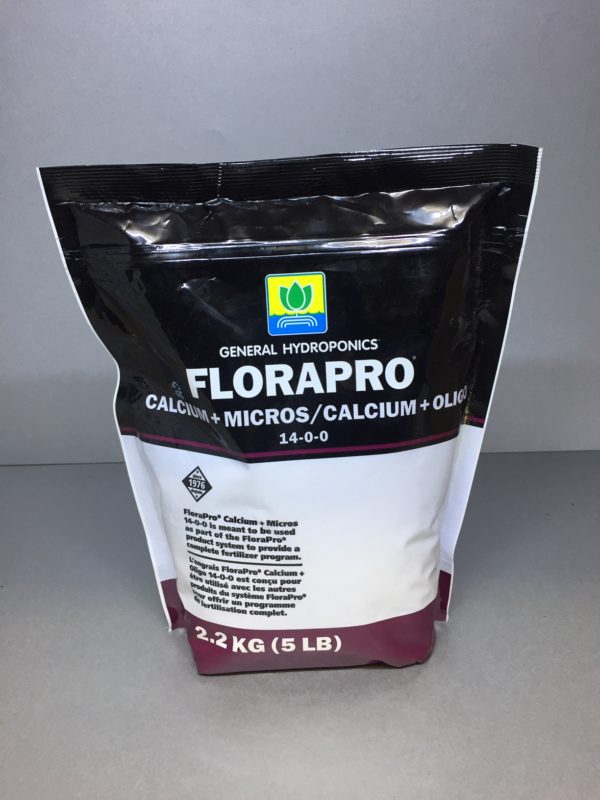 GENERAL HYDROPONICS
FLORAPRO®
CALCIUM + MICROS/CALCIUM + OLIGO
14-0-0
1976
FloraPro® Calcium + Micros
14-0-0 is meant to be used
as part of the FloraPro®
product system to provide a
complete fertilizer program.
L'engrais FloraPro® Calcium +
Oligo 14-0-0 est conçu pour
être utilisé avec les autres
produits du système FloraPro®
offrir un programme
fertilisation complet.
2.2 KG (5 LB)